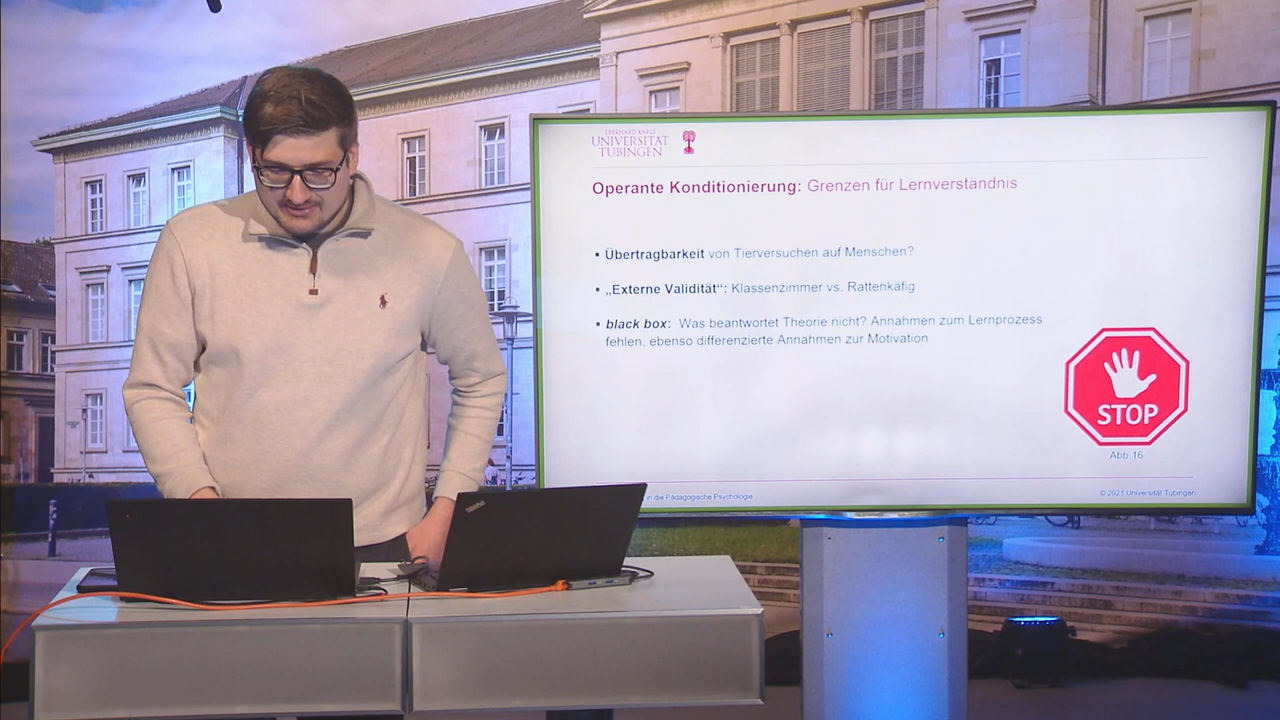 EBERHARD KARLS
UNIVERSITÄT
TÜBINGEN
Operante Konditionierung: Grenzen für Lernverständnis
▪ Übertragbarkeit von Tierversuchen auf Menschen?
▪ „Externe Validität“: Klassenzimmer vs. Rattenkäfig
▪ black box: Was beantwortet Theorie nicht? Annahmen zum Lernprozess
fehlen, ebenso differenzierte Annahmen zur Motivation
STOP
Abb.16
in die Pädagogische Psychologie
© 2021 Universität Tübingen
ThinkPad